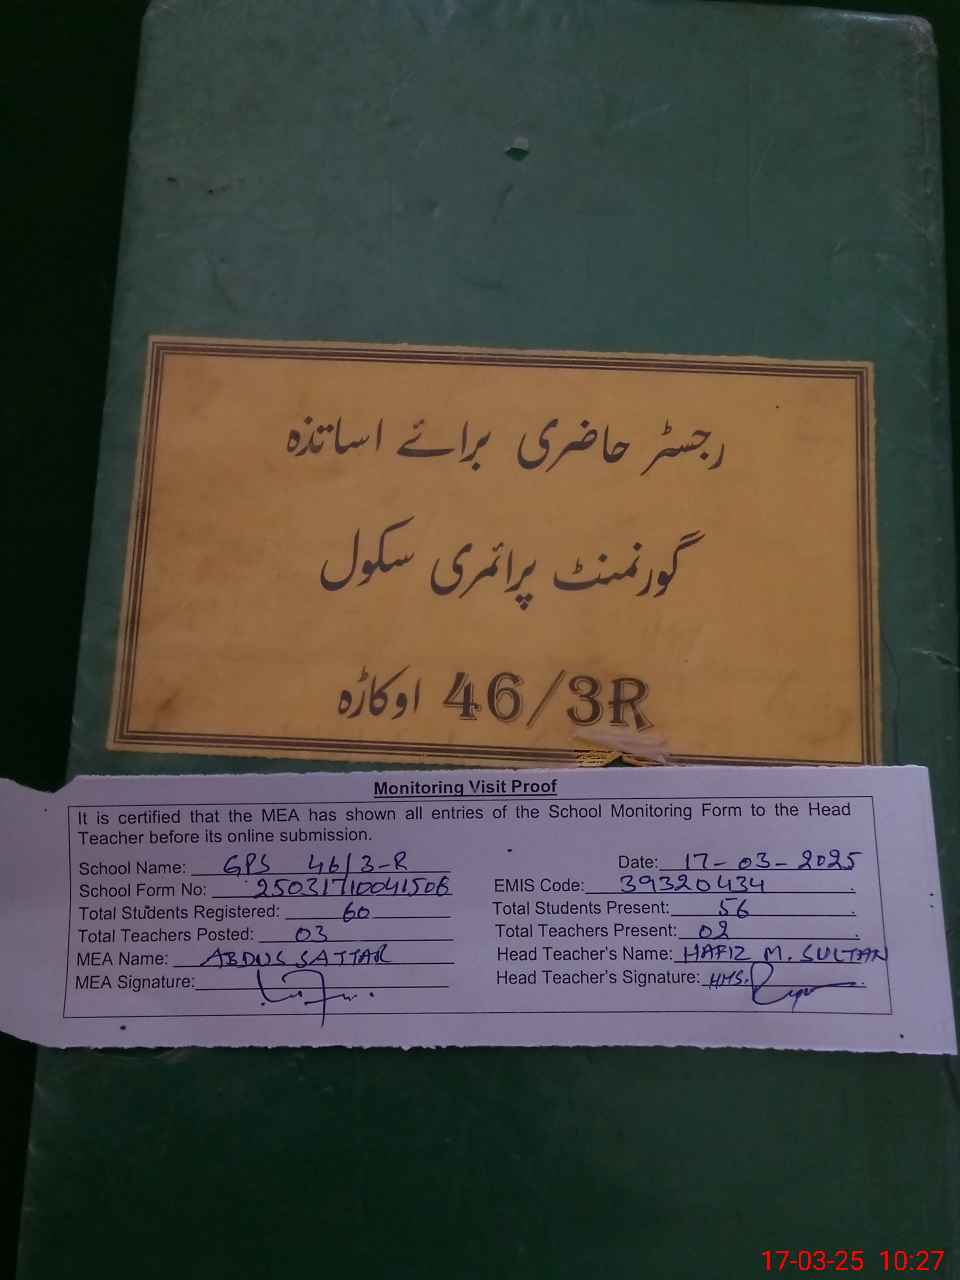 رجسٹر حاضری برائے اساتذہ
گورنمنٹ پرائمری سکول
46/3R اوکاڑہ
Monitoring Visit Proof
It is certified that the MEA has shown all entries of the School Monitoring Form to the Head
Teacher before its online submission.
School Name: GPS 46/3-R Date: 17-03-2025
School Form No: 25031710041506 EMIS Code: 39320434
Total Students Registered: 60 Total Students Present: 56
Total Teachers Posted: 03 Total Teachers Present: 02
MEA Name: ABDUS SATTAR Head Teacher's Name: HAFIZ M. SULTAN
MEA Signature: Head Teacher's Signature: HMS.
17-03-25 10:27